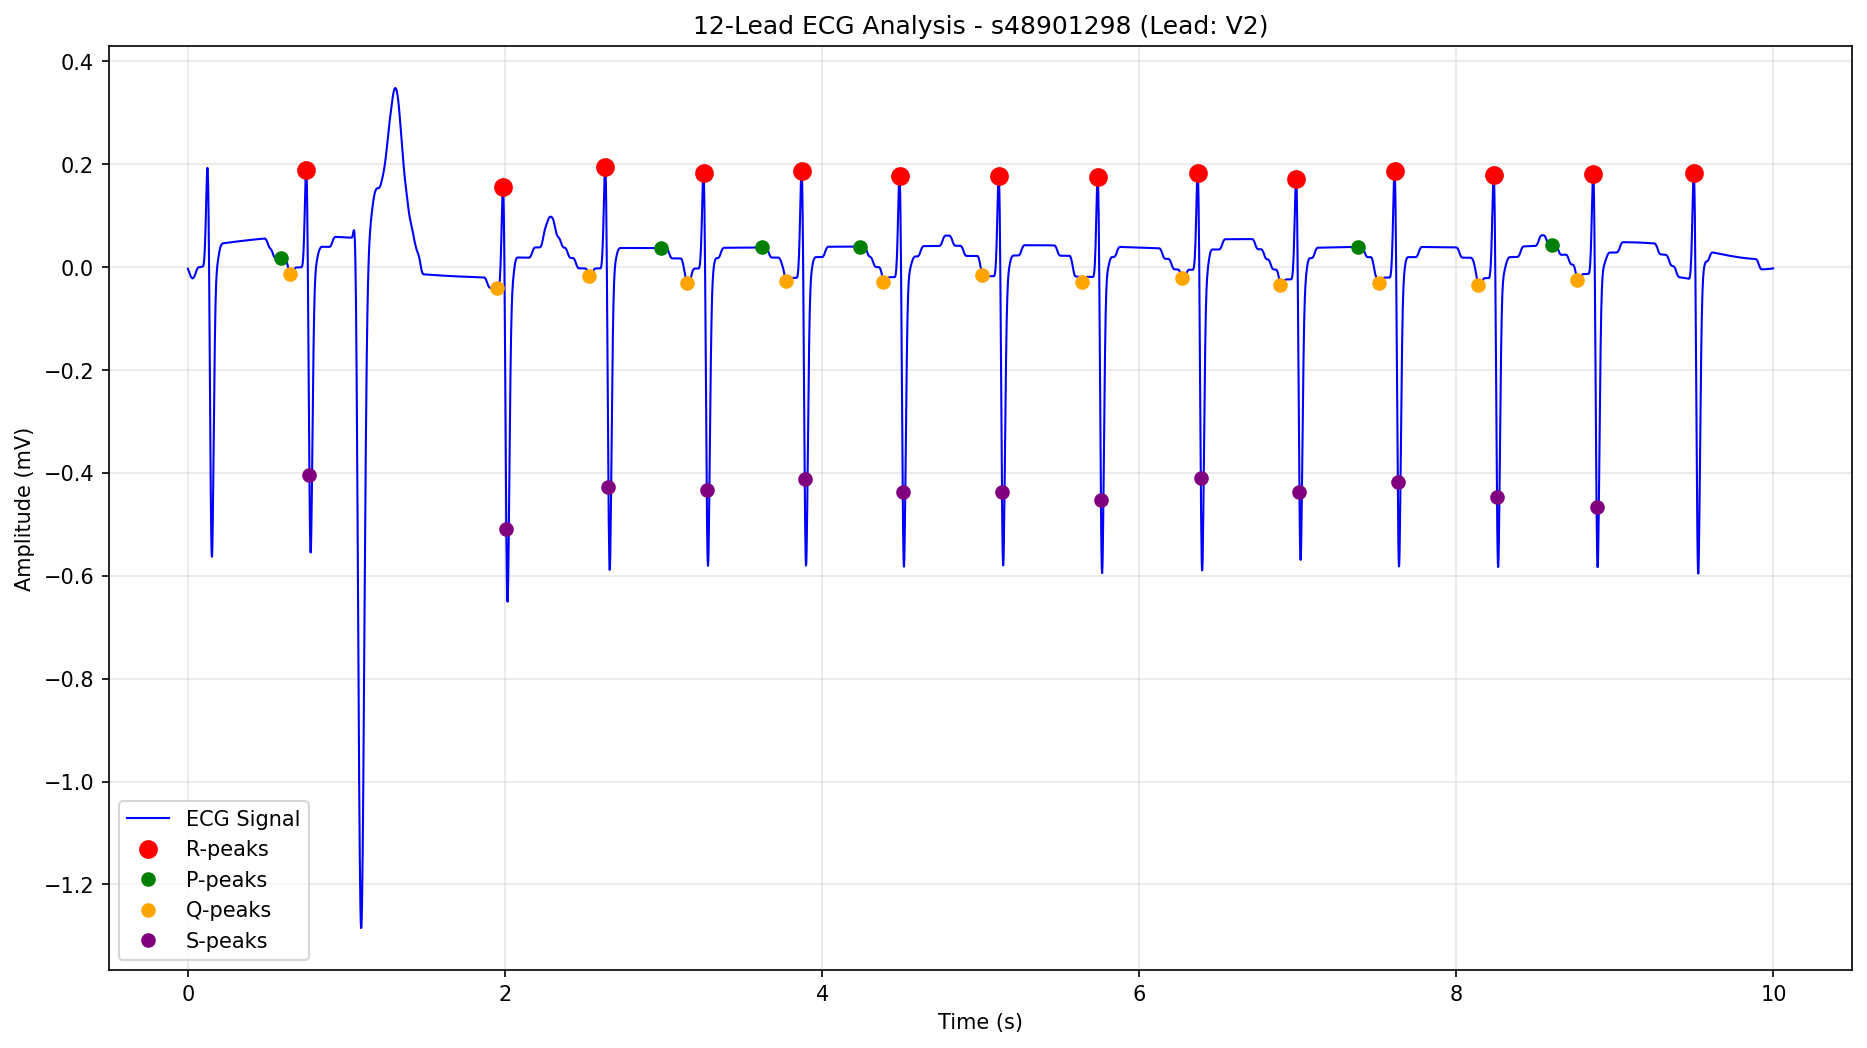 12-Lead ECG Analysis - s48901298 (Lead: V2)
0.4
0.2
0.0
−0.2
−0.4
−0.6
−0.8
−1.0
−1.2
Amplitude (mV)
ECG Signal
R-peaks
P-peaks
Q-peaks
S-peaks
0 2 4 6 8 10
Time (s)